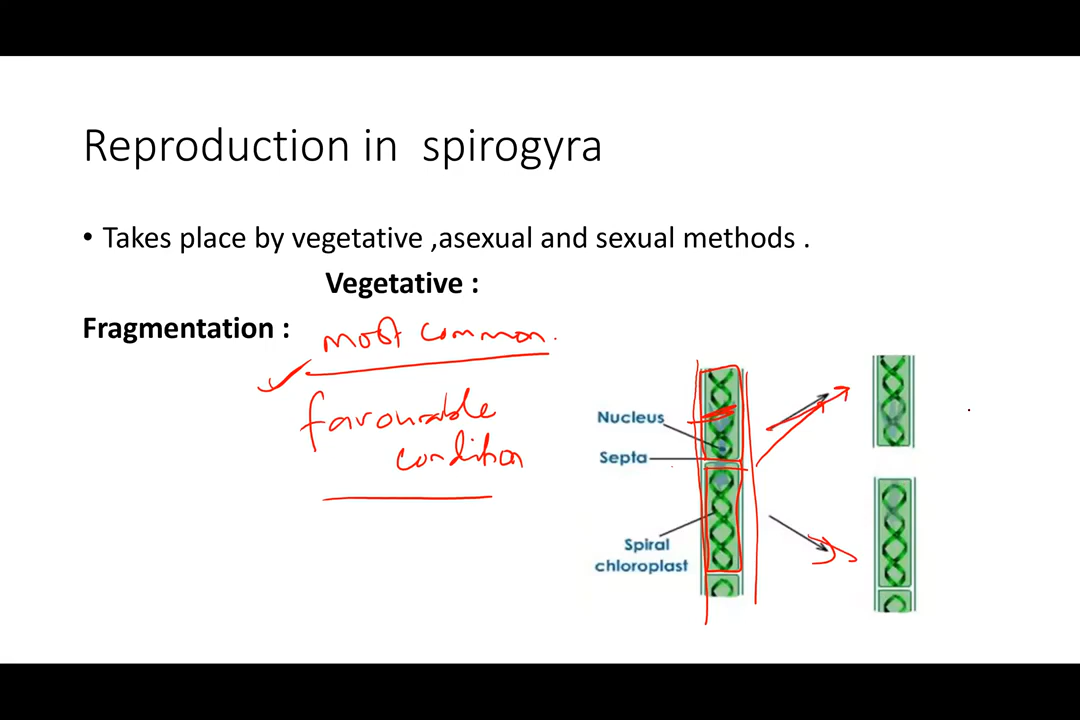 Reproduction in spirogyra
• Takes place by vegetative ,asexual and sexual methods .
Vegetative :
Fragmentation : most common.
favourable
condition
Nucleus
Septa
Spiral
chloroplast